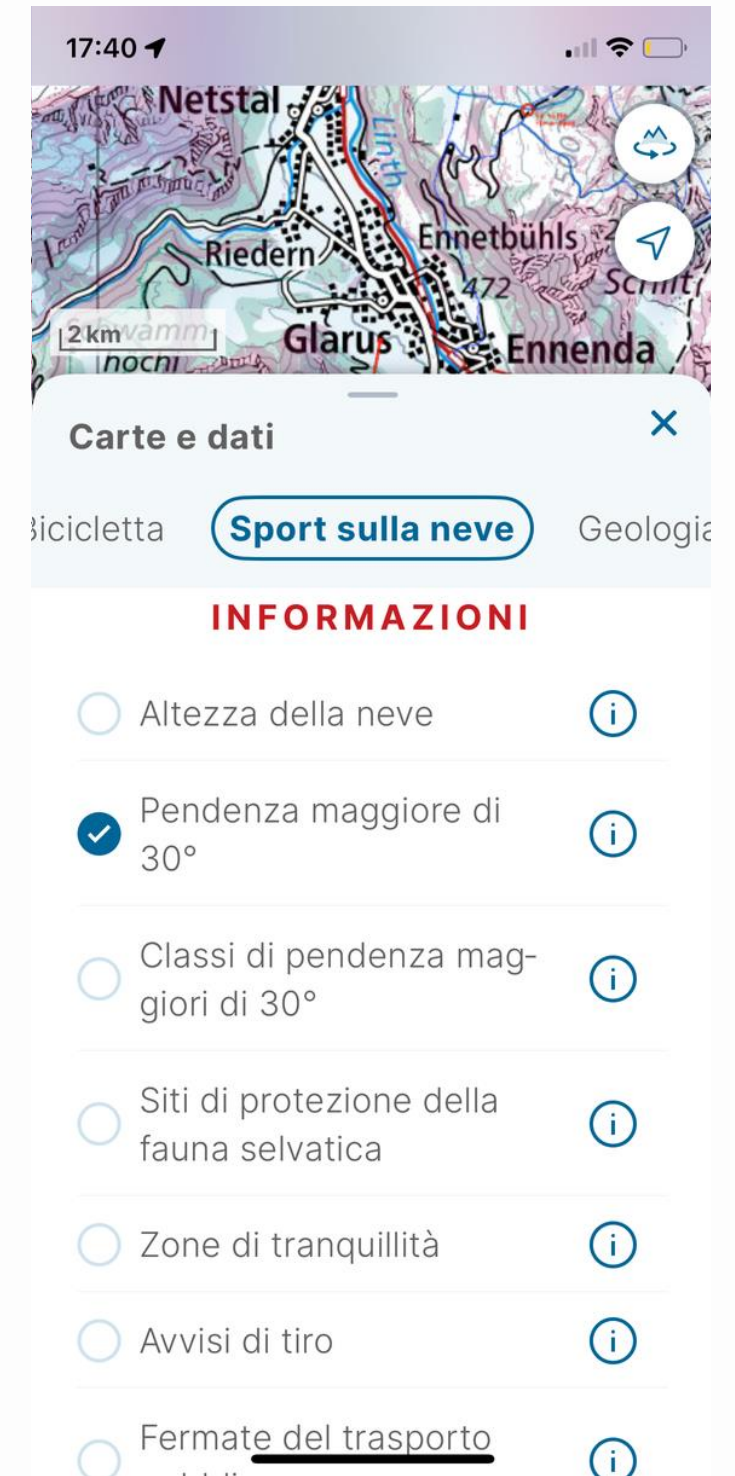 17:40
Netstal
Linth
Riedern
Ennetbühls
472
2 km
Glarus
Ennenda
Carte e dati
Bicicletta
Sport sulla neve
Geologia
INFORMAZIONI
Altezza della neve
Pendenza maggiore di
30°
Classi di pendenza mag-
giori di 30°
Siti di protezione della
fauna selvatica
Zone di tranquillità
Avvisi di tiro
Fermate del trasporto